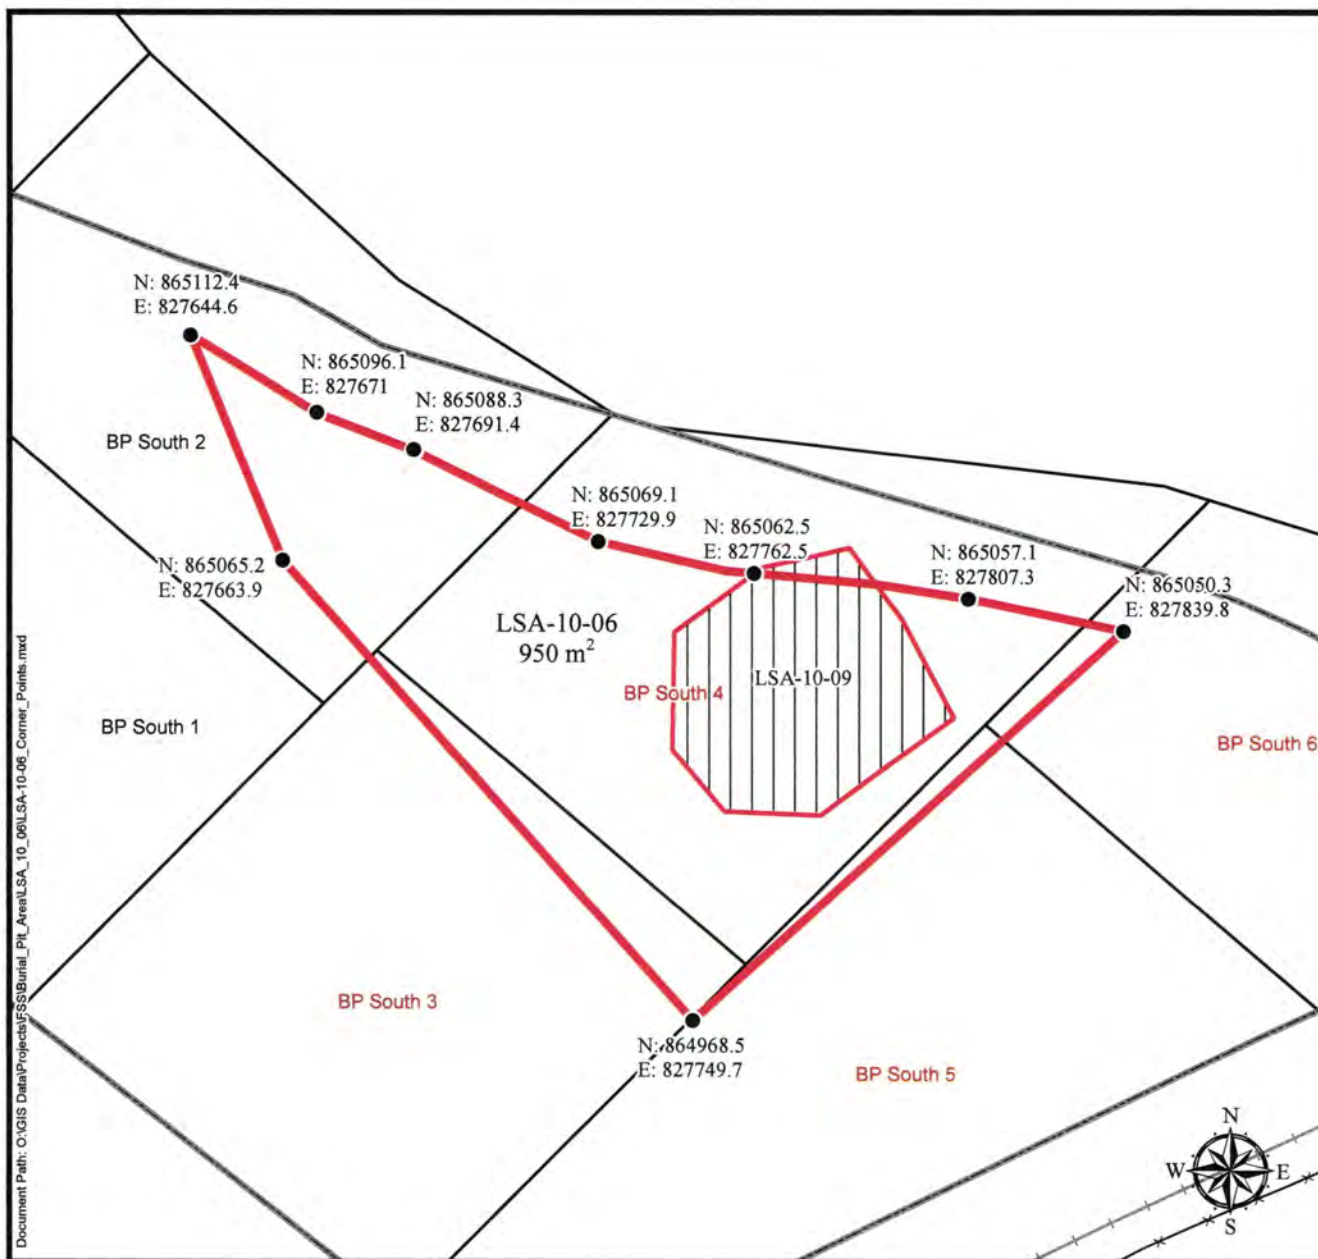 N: 865112.4
E: 827644.6
N: 865096.1
E: 827671
N: 865088.3
E: 827691.4
BP South 2
N: 865069.1
E: 827729.9
N: 865062.5
E: 827762.5
N: 865057.1
E: 827807.3
N: 865050.3
E: 827839.8
N: 865065.2
E: 827663.9
LSA-10-06
950 m²
LSA-10-09
BP South 4
BP South 1
BP South 6
BP South 3
N: 864968.5
E: 827749.7
BP South 5
N
W E
S
Document Path: O:\GIS Data\Projects\FSS\Burial_Pit_Area\LSA_10_06\LSA-10-06_Corner_Points.mxd